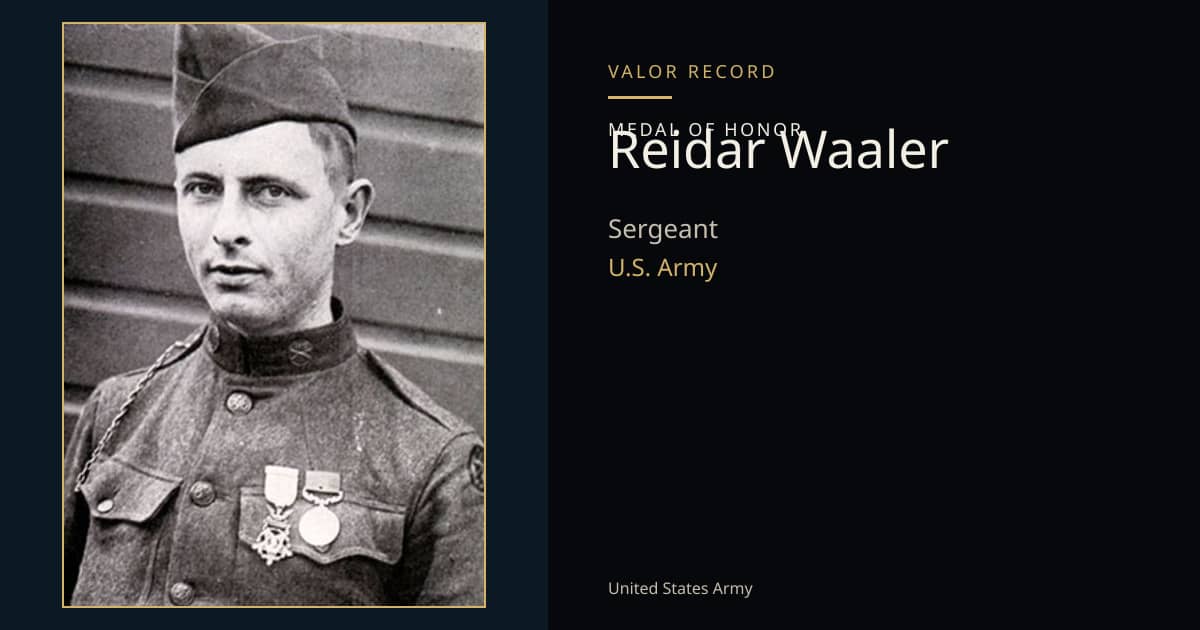 VALOR RECORD
MEDAL OF HONOR
Reidar Waaler
Sergeant
U.S. Army
United States Army